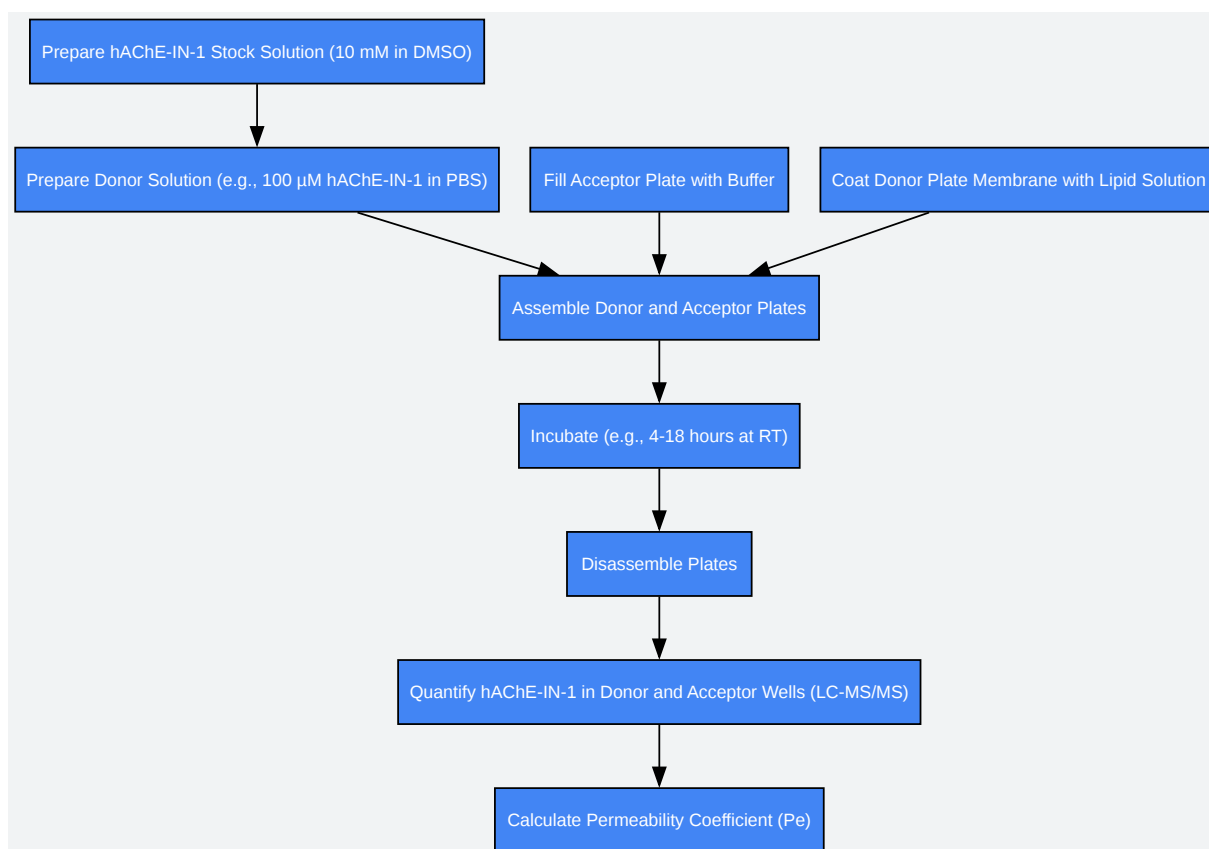 Prepare hAChE-IN-1 Stock Solution (10 mM in DMSO)
Prepare Donor Solution (e.g., 100 µM hAChE-IN-1 in PBS)
Fill Acceptor Plate with Buffer
Coat Donor Plate Membrane with Lipid Solution
Assemble Donor and Acceptor Plates
Incubate (e.g., 4-18 hours at RT)
Disassemble Plates
Quantify hAChE-IN-1 in Donor and Acceptor Wells (LC-MS/MS)
Calculate Permeability Coefficient (Pe)